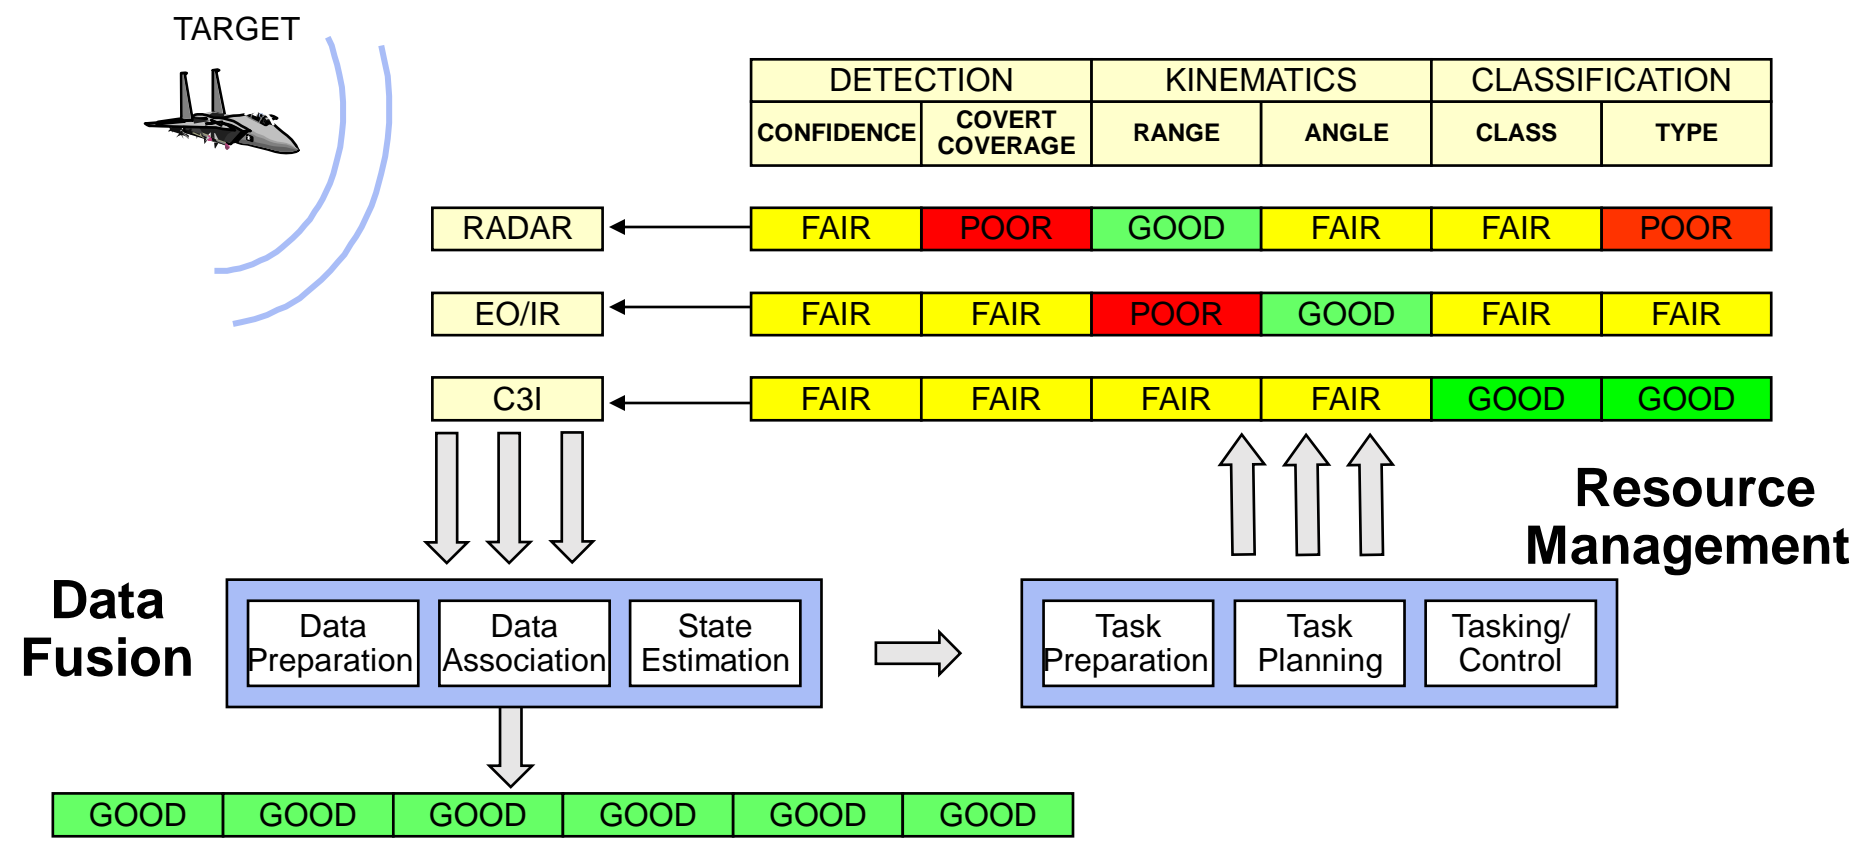 TARGET
DETECTION KINEMATICS CLASSIFICATION
CONFIDENCE COVERT COVERAGE RANGE ANGLE CLASS TYPE
RADAR FAIR POOR GOOD FAIR FAIR POOR
EO/IR FAIR FAIR POOR GOOD FAIR FAIR
C3I FAIR FAIR FAIR FAIR GOOD GOOD
Resource
Management
Data
Fusion
Data
Preparation
Data
Association
State
Estimation
Task
Preparation
Task
Planning
Tasking/
Control
GOOD GOOD GOOD GOOD GOOD GOOD